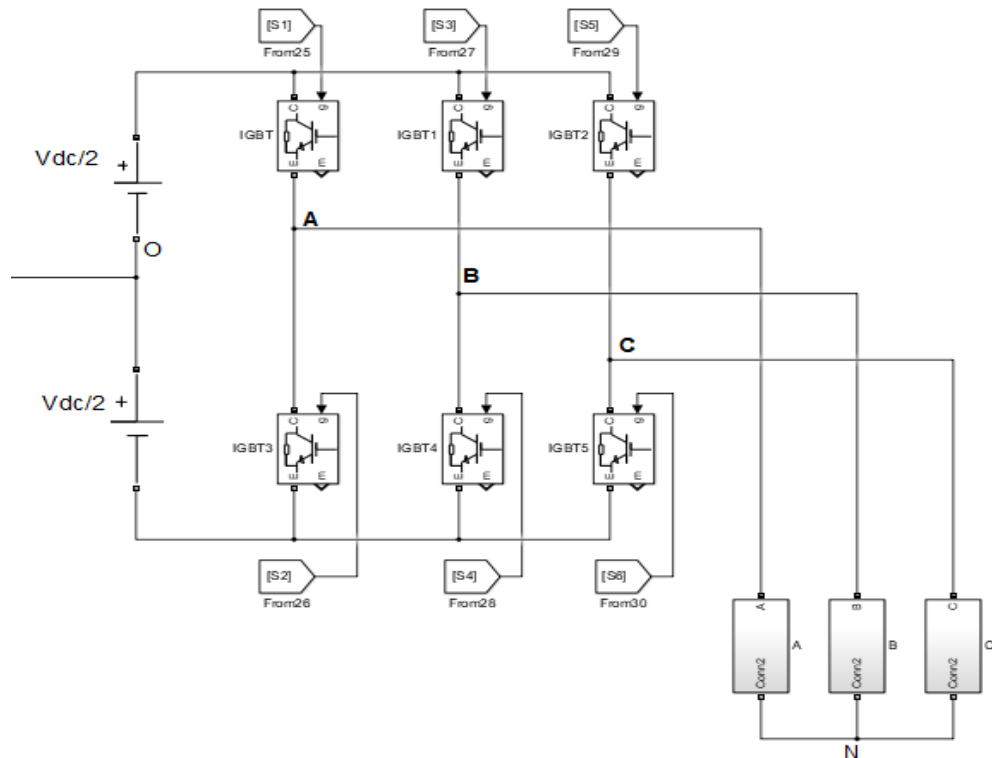 [S1]
From25
[S3]
From27
[S5]
From29
C
g
E
m
IGBT
C
g
E
m
IGBT1
C
g
E
m
IGBT2
Vdc/2 +
O
A
B
C
Vdc/2 +
C
g
E
m
IGBT3
C
g
E
m
IGBT4
C
g
E
m
IGBT5
[S2]
From26
[S4]
From28
[S6]
From30
A
Conn2
A
B
Conn2
B
C
Conn2
C
N